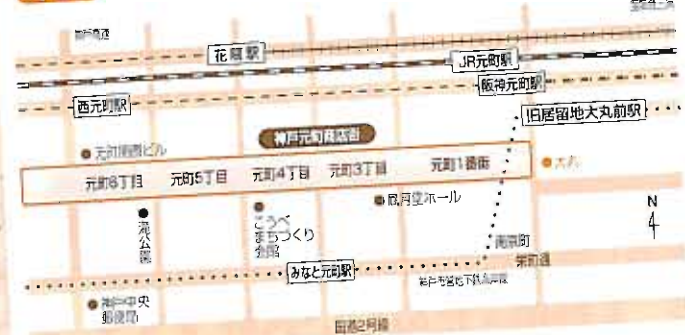 神戸高速
花隈駅
JR元町駅
阪神元町駅
西元町駅
旧居留地大丸前駅
神戸元町商店街
元町6丁目
元町5丁目
元町4丁目
元町3丁目
元町1番街
大丸
風月堂ホール
こうべ
まちづくり
会館
N
南京町
栄町通
みなと元町駅
神戸市営地下鉄海岸線
神戸中央
郵便局
国道2号線